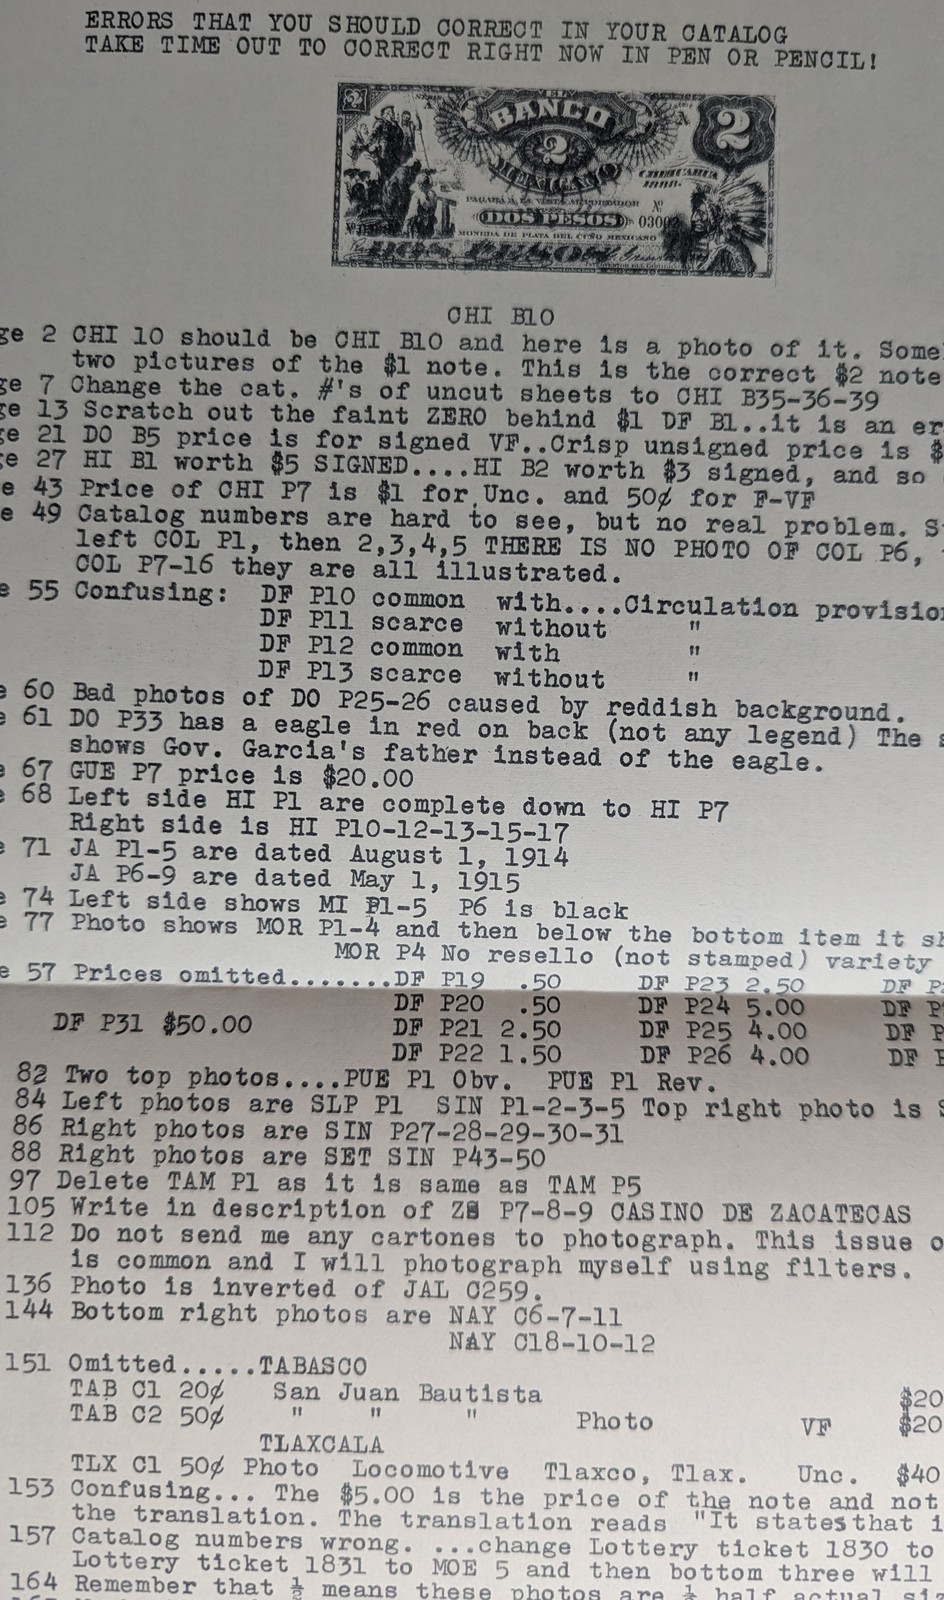 ERRORS THAT YOU SHOULD CORRECT IN YOUR CATALOG
TAKE TIME OUT TO CORRECT RIGHT NOW IN PEN OR PENCIL!
2
EL
BANCO
2
2
MEXICANO
CHIHUAHUA
Nº
DOS PESOS
0300
MONEDA DE PLATA DEL CUÑO MEXICANO
CHI B10
ge 2 CHI 10 should be CHI B10 and here is a photo of it. Some
two pictures of the $1 note. This is the correct $2 note
ge 7 Change the cat. #'s of uncut sheets to CHI B35-36-39
ge 13 Scratch out the faint ZERO behind $1 DF B1..it is an er
ge 21 DO B5 price is for signed VF..Crisp unsigned price is $
e 27 HI B1 worth $5 SIGNED....HI B2 worth $3 signed, and so
e 43 Price of CHI P7 is $1 for Unc. and 50¢ for F-VF
e 49 Catalog numbers are hard to see, but no real problem. S
left COL P1, then 2,3,4,5 THERE IS NO PHOTO OF COL P6,
COL P7-16 they are all illustrated.
e 55 Confusing: DF P10 common with....Circulation provision
DF P11 scarce without "
DF P12 common with "
DF P13 scarce without "
e 60 Bad photos of DO P25-26 caused by reddish background.
e 61 DO P33 has a eagle in red on back (not any legend) The s
shows Gov. Garcia's father instead of the eagle.
e 67 GUE P7 price is $20.00
e 68 Left side HI P1 are complete down to HI P7
Right side is HI P10-12-13-15-17
e 71 JA P1-5 are dated August 1, 1914
JA P6-9 are dated May 1, 1915
e 74 Left side shows MI P1-5 P6 is black
e 77 Photo shows MOR P1-4 and then below the bottom item it sh
MOR P4 No resello (not stamped) variety
e 57 Prices omitted.......DF P19 .50 DF P23 2.50 DF P
DF P20 .50 DF P24 5.00 DF P
DF P31 $50.00 DF P21 2.50 DF P25 4.00 DF P
DF P22 1.50 DF P26 4.00 DF P
82 Two top photos....PUE P1 Obv. PUE P1 Rev.
84 Left photos are SLP P1 SIN P1-2-3-5 Top right photo is S
86 Right photos are SIN P27-28-29-30-31
88 Right photos are SET SIN P43-50
97 Delete TAM P1 as it is same as TAM P5
105 Write in description of P7-8-9 CASINO DE ZACATECAS
112 Do not send me any cartones to photograph. This issue o
is common and I will photograph myself using filters.
136 Photo is inverted of JAL C259.
144 Bottom right photos are NAY C6-7-11
NAY C18-10-12
151 Omitted.....TABASCO
TAB C1 20¢ San Juan Bautista $20
TAB C2 50¢ " " " Photo VF $20
TLAXCALA
TLX C1 50¢ Photo Locomotive Tlaxco, Tlax. Unc. $40
153 Confusing... The $5.00 is the price of the note and not
the translation. The translation reads "It states that i
157 Catalog numbers wrong. ...change Lottery ticket 1830 to
Lottery ticket 1831 to MOE 5 and then bottom three will
164 Remember that ½ means these photos are ½ half actual siz